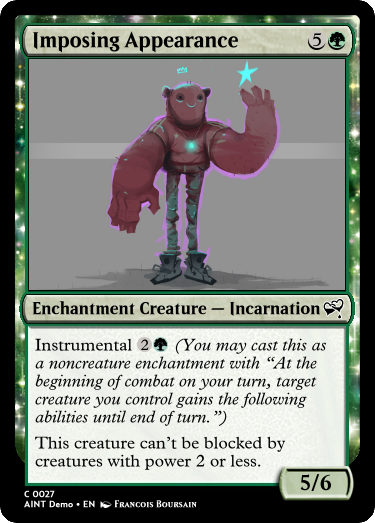 Imposing Appearance 5
Enchantment Creature — Incarnation
Instrumental 2 (You may cast this as
a noncreature enchantment with “At the
beginning of combat on your turn, target
creature you control gains the following
abilities until end of turn.”)
This creature can't be blocked by
creatures with power 2 or less.
5/6
C 0027
AINT Demo • EN François Boursain